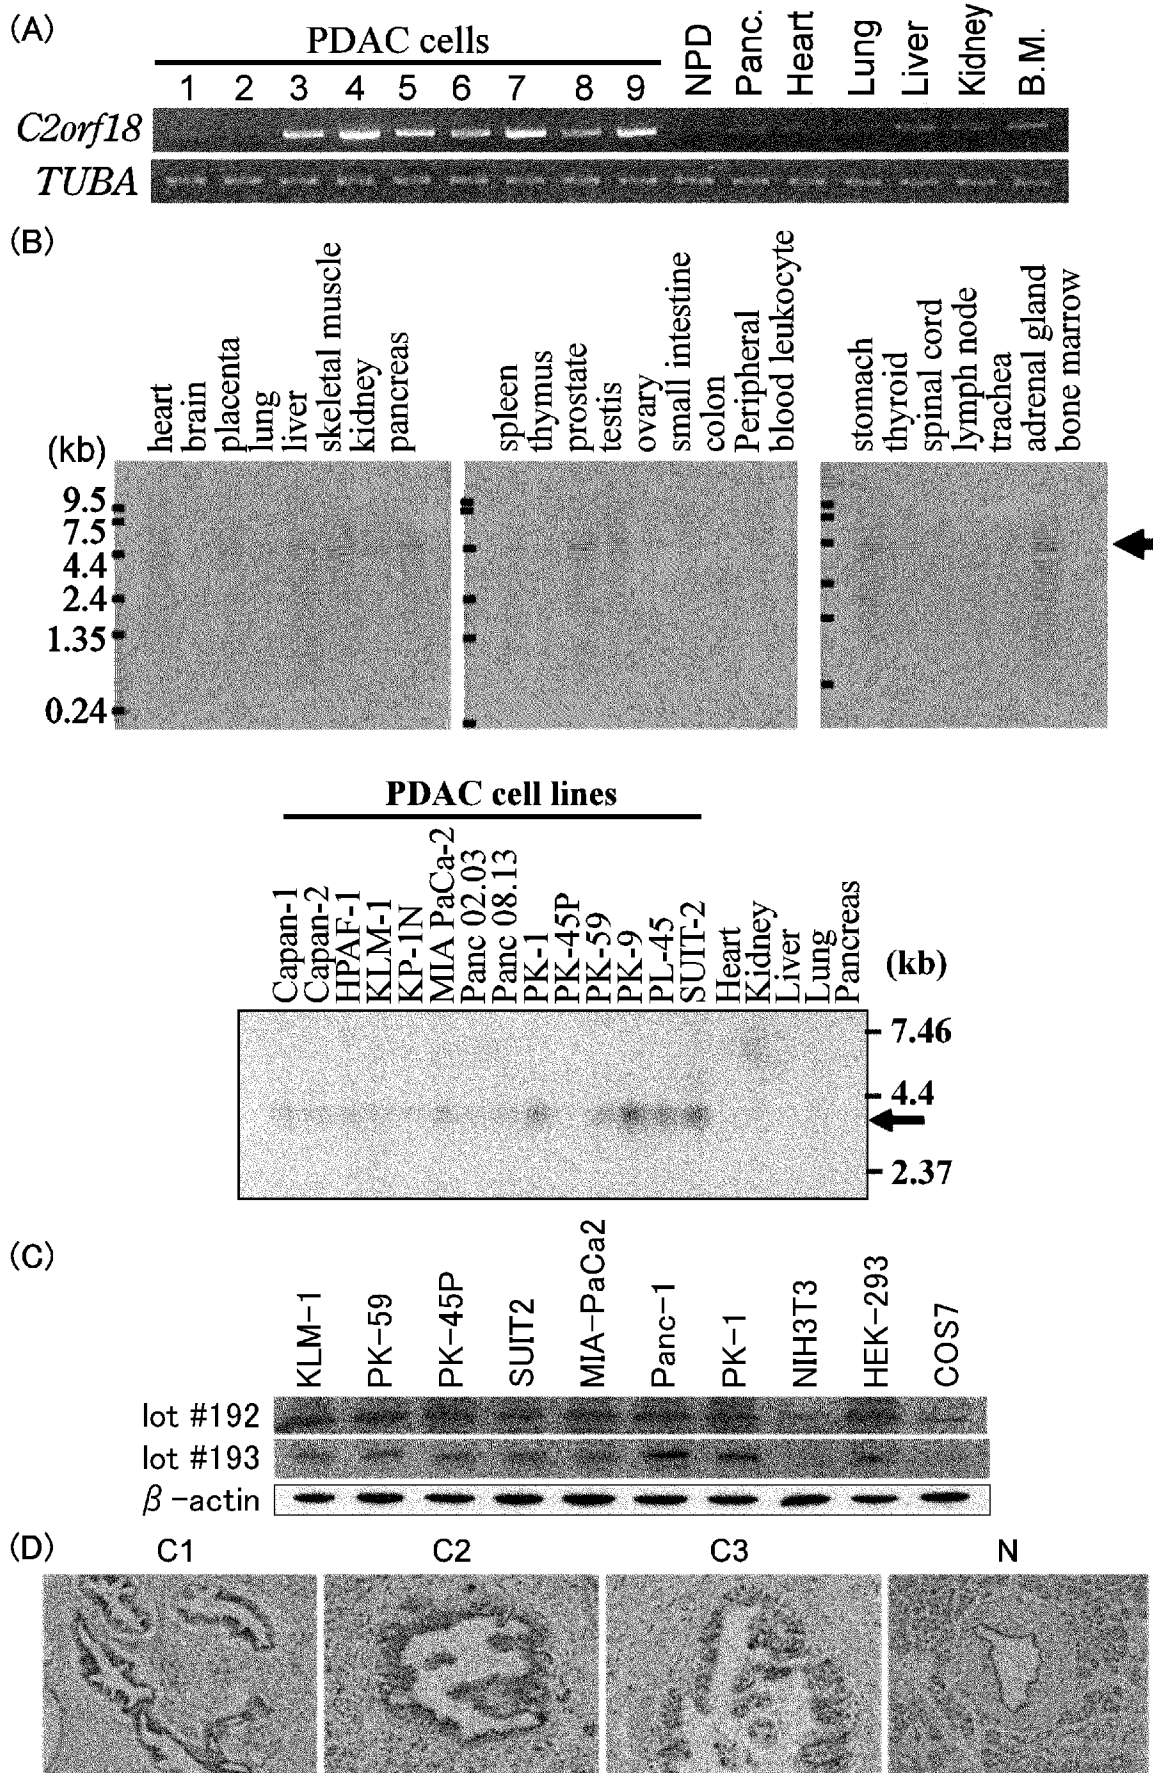 (A)
PDAC cells
1 2 3 4 5 6 7 8 9 NPD Panc. Heart Lung Liver Kidney B.M.
C2orf18
TUBA
(B)
heart brain placenta lung liver skeletal muscle kidney pancreas
spleen thymus prostate testis ovary small intestine colon Peripheral blood leukocyte
stomach thyroid spinal cord lymph node trachea adrenal gland bone marrow
(kb)
9.5
7.5
4.4
2.4
1.35
0.24
PDAC cell lines
Capan-1 Capan-2 HPAF-1 KLM-1 KP-1N MIA PaCa-2 Panc 02.03 Panc 08.13 PK-1 PK-45P PK-59 PK-9 PL-45 SUIT-2 Heart Kidney Liver Lung Pancreas
(kb)
7.46
4.4
2.37
(C)
KLM-1 PK-59 PK-45P SUIT2 MIA-PaCa2 Panc-1 PK-1 NIH3T3 HEK-293 COS7
lot #192
lot #193
β-actin
(D)
C1 C2 C3 N